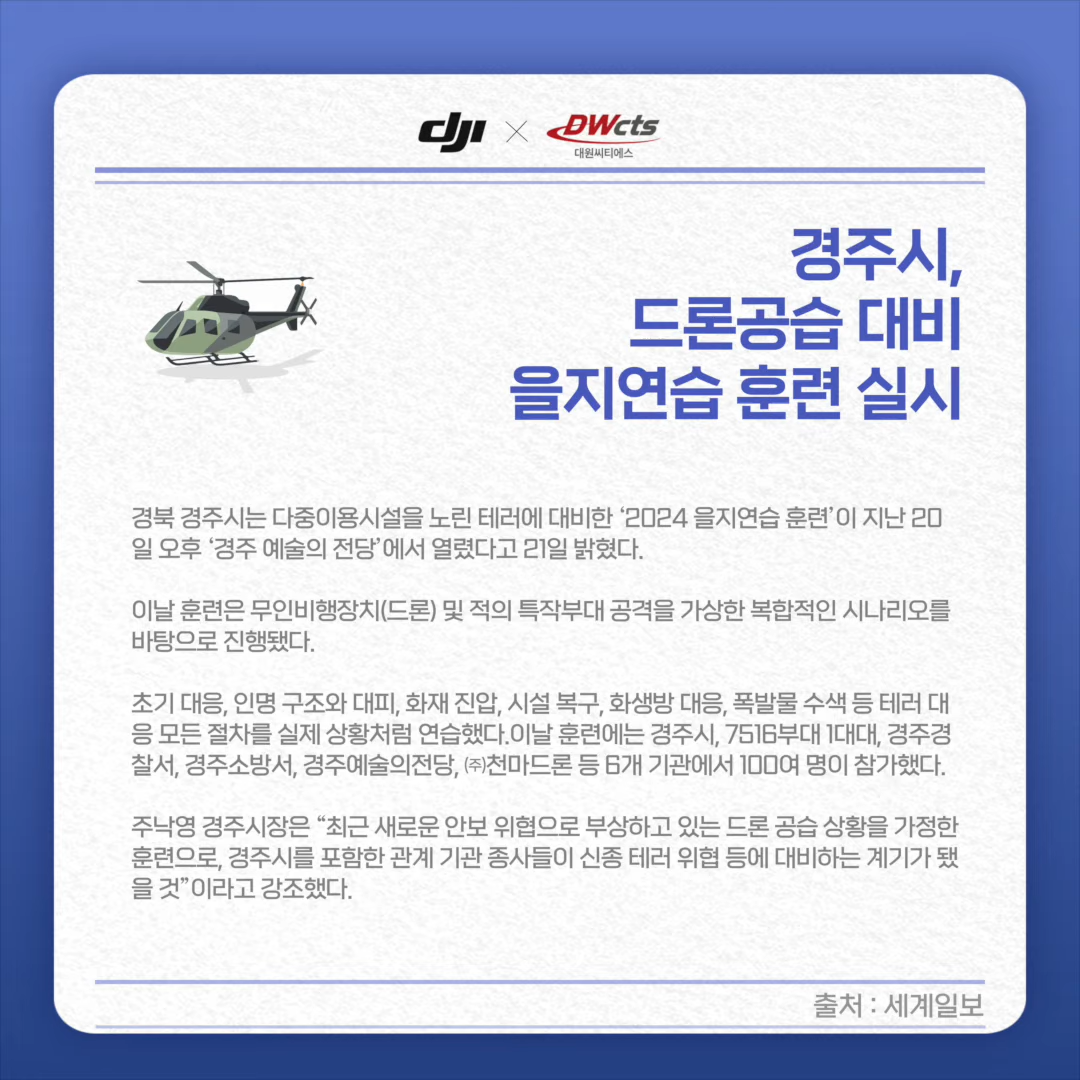 dji × DWcts
대원씨티에스
경주시,
드론공습 대비
을지연습 훈련 실시
경북 경주시는 다중이용시설을 노린 테러에 대비한 ‘2024 을지연습 훈련’이 지난 20
일 오후 ‘경주 예술의 전당’에서 열렸다고 21일 밝혔다.
이날 훈련은 무인비행장치(드론) 및 적의 특작부대 공격을 가상한 복합적인 시나리오를
바탕으로 진행됐다.
초기 대응, 인명 구조와 대피, 화재 진압, 시설 복구, 화생방 대응, 폭발물 수색 등 테러 대
응 모든 절차를 실제 상황처럼 연습했다.이날 훈련에는 경주시, 7516부대 1대대, 경주경
찰서, 경주소방서, 경주예술의전당, ㈜천마드론 등 6개 기관에서 100여 명이 참가했다.
주낙영 경주시장은 “최근 새로운 안보 위협으로 부상하고 있는 드론 공습 상황을 가정한
훈련으로, 경주시를 포함한 관계 기관 종사들이 신종 테러 위협 등에 대비하는 계기가 됐
을 것”이라고 강조했다.
출처 : 세계일보